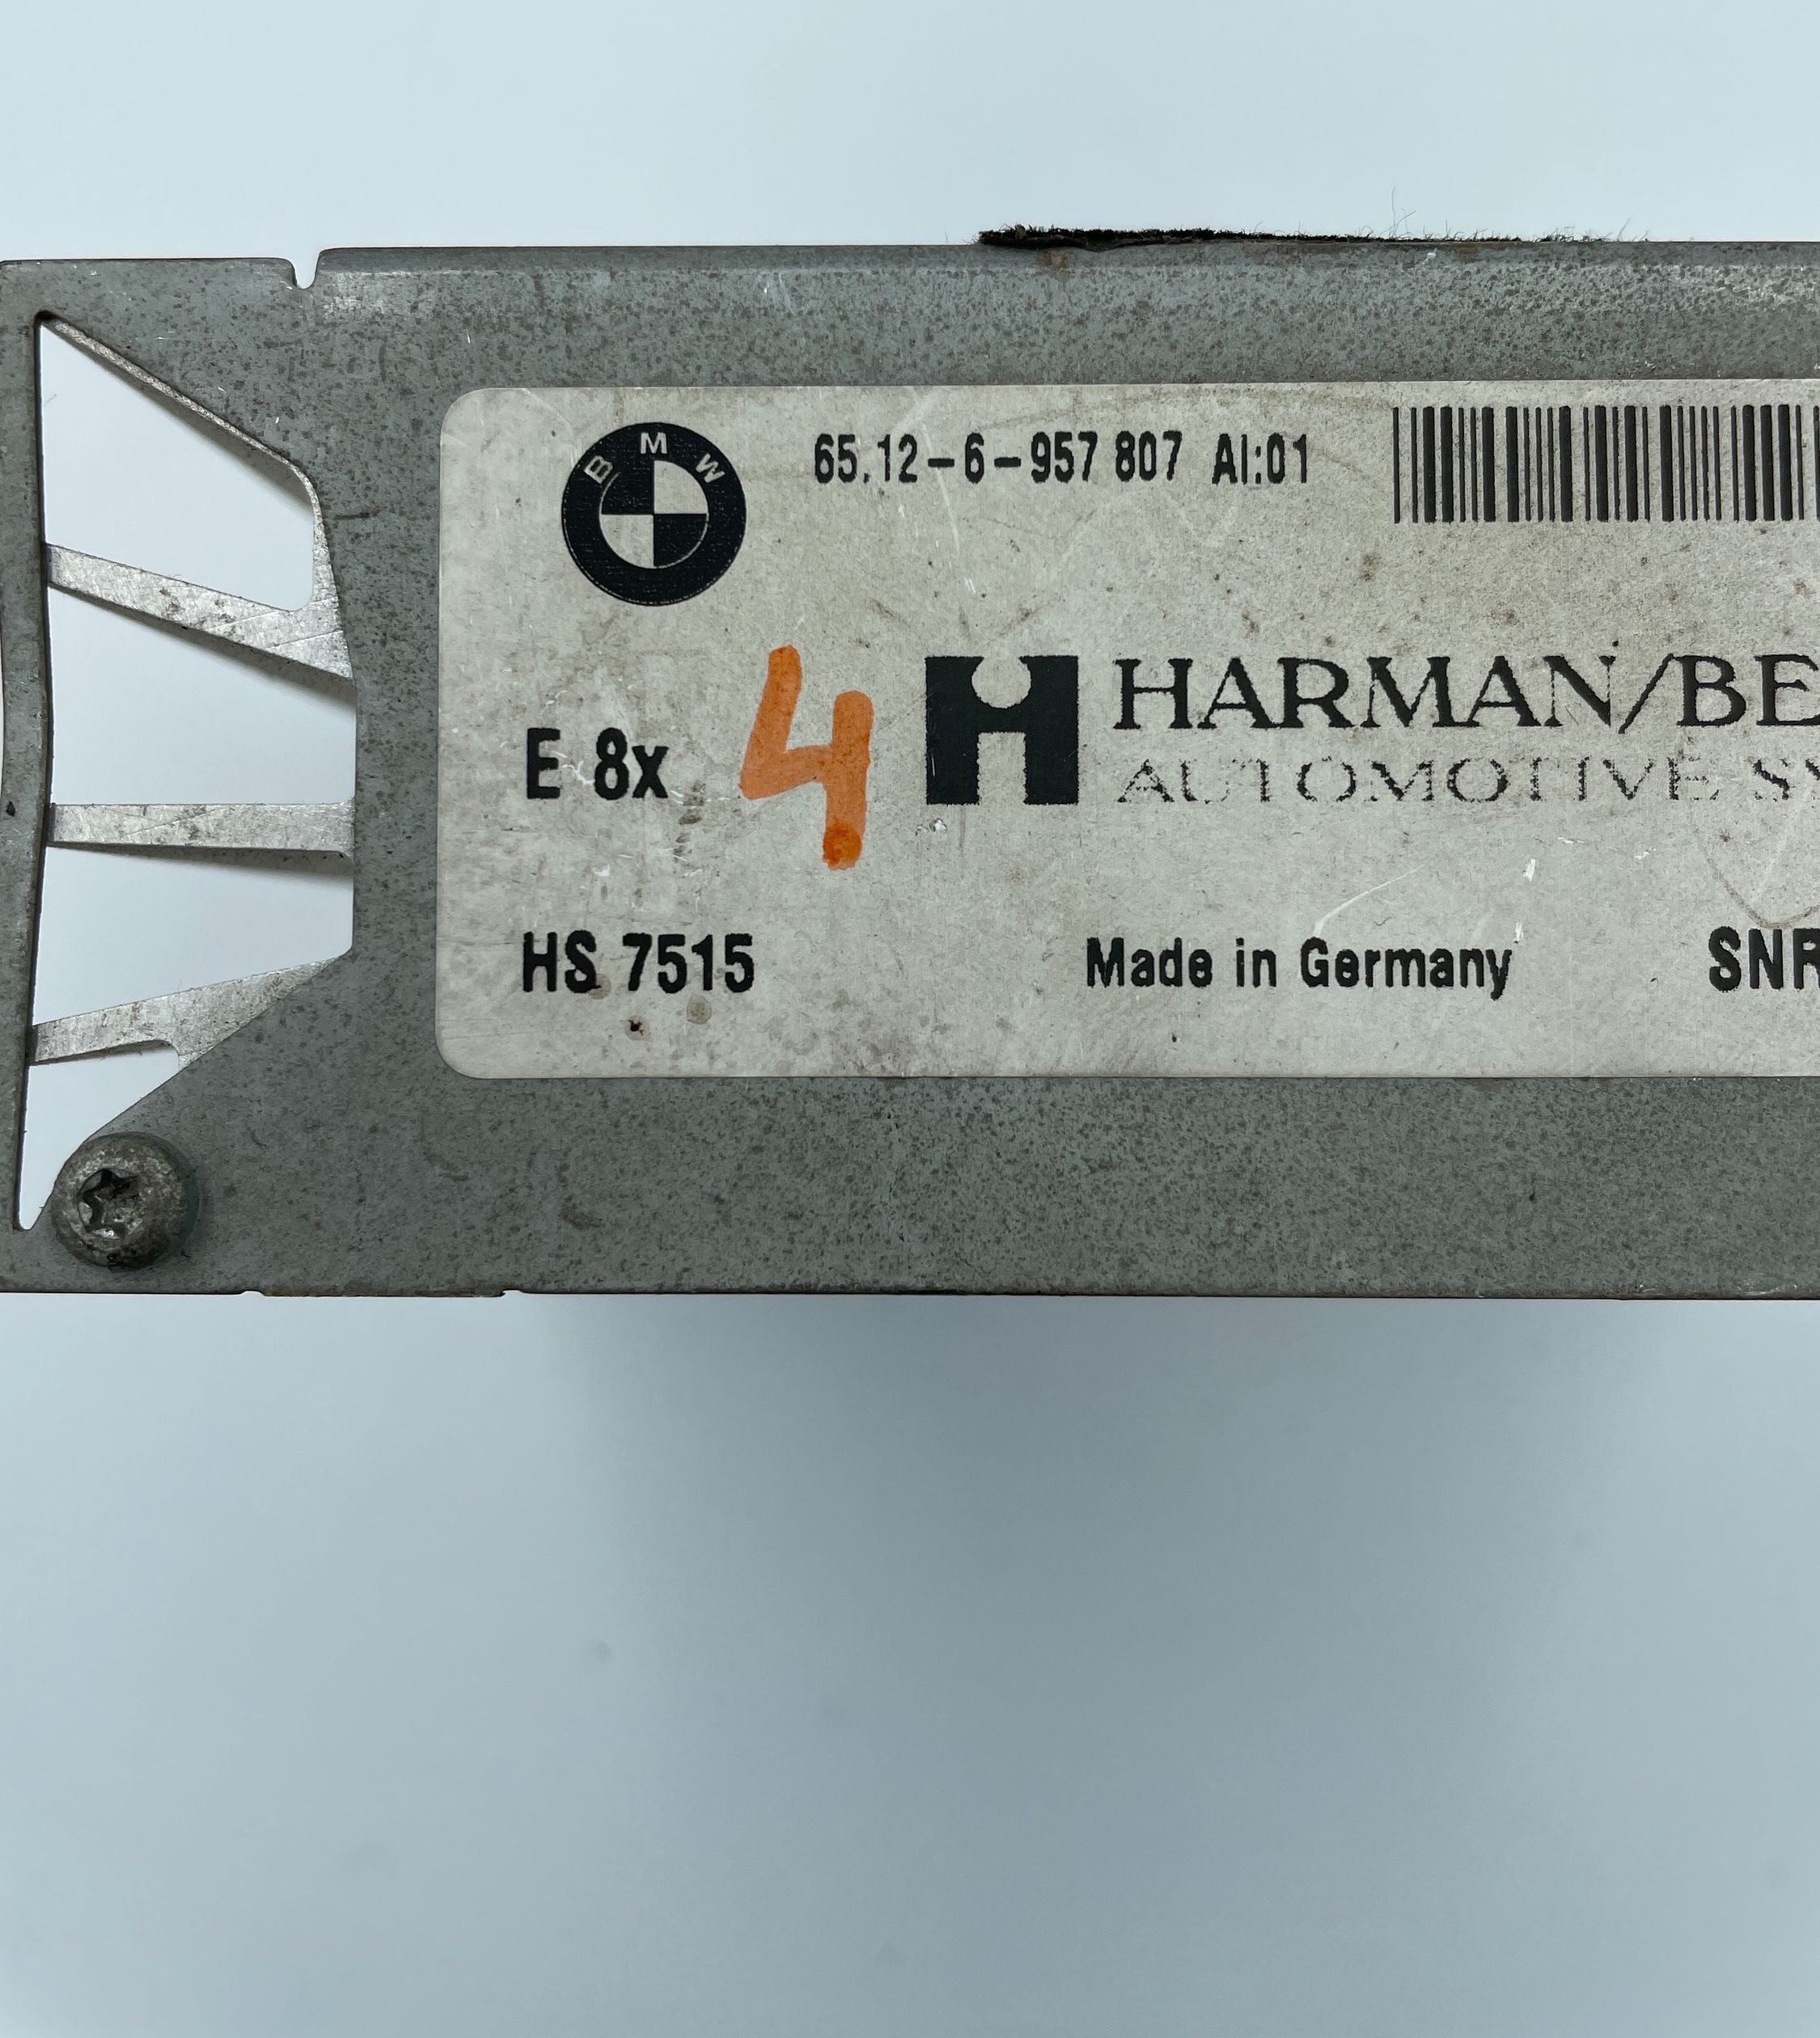 BMW
65.12-6-957 807 AI:01
HARMAN/BE
AUTOMOTIVE SY
E 8x
4
HS 7515
Made in Germany
SNR